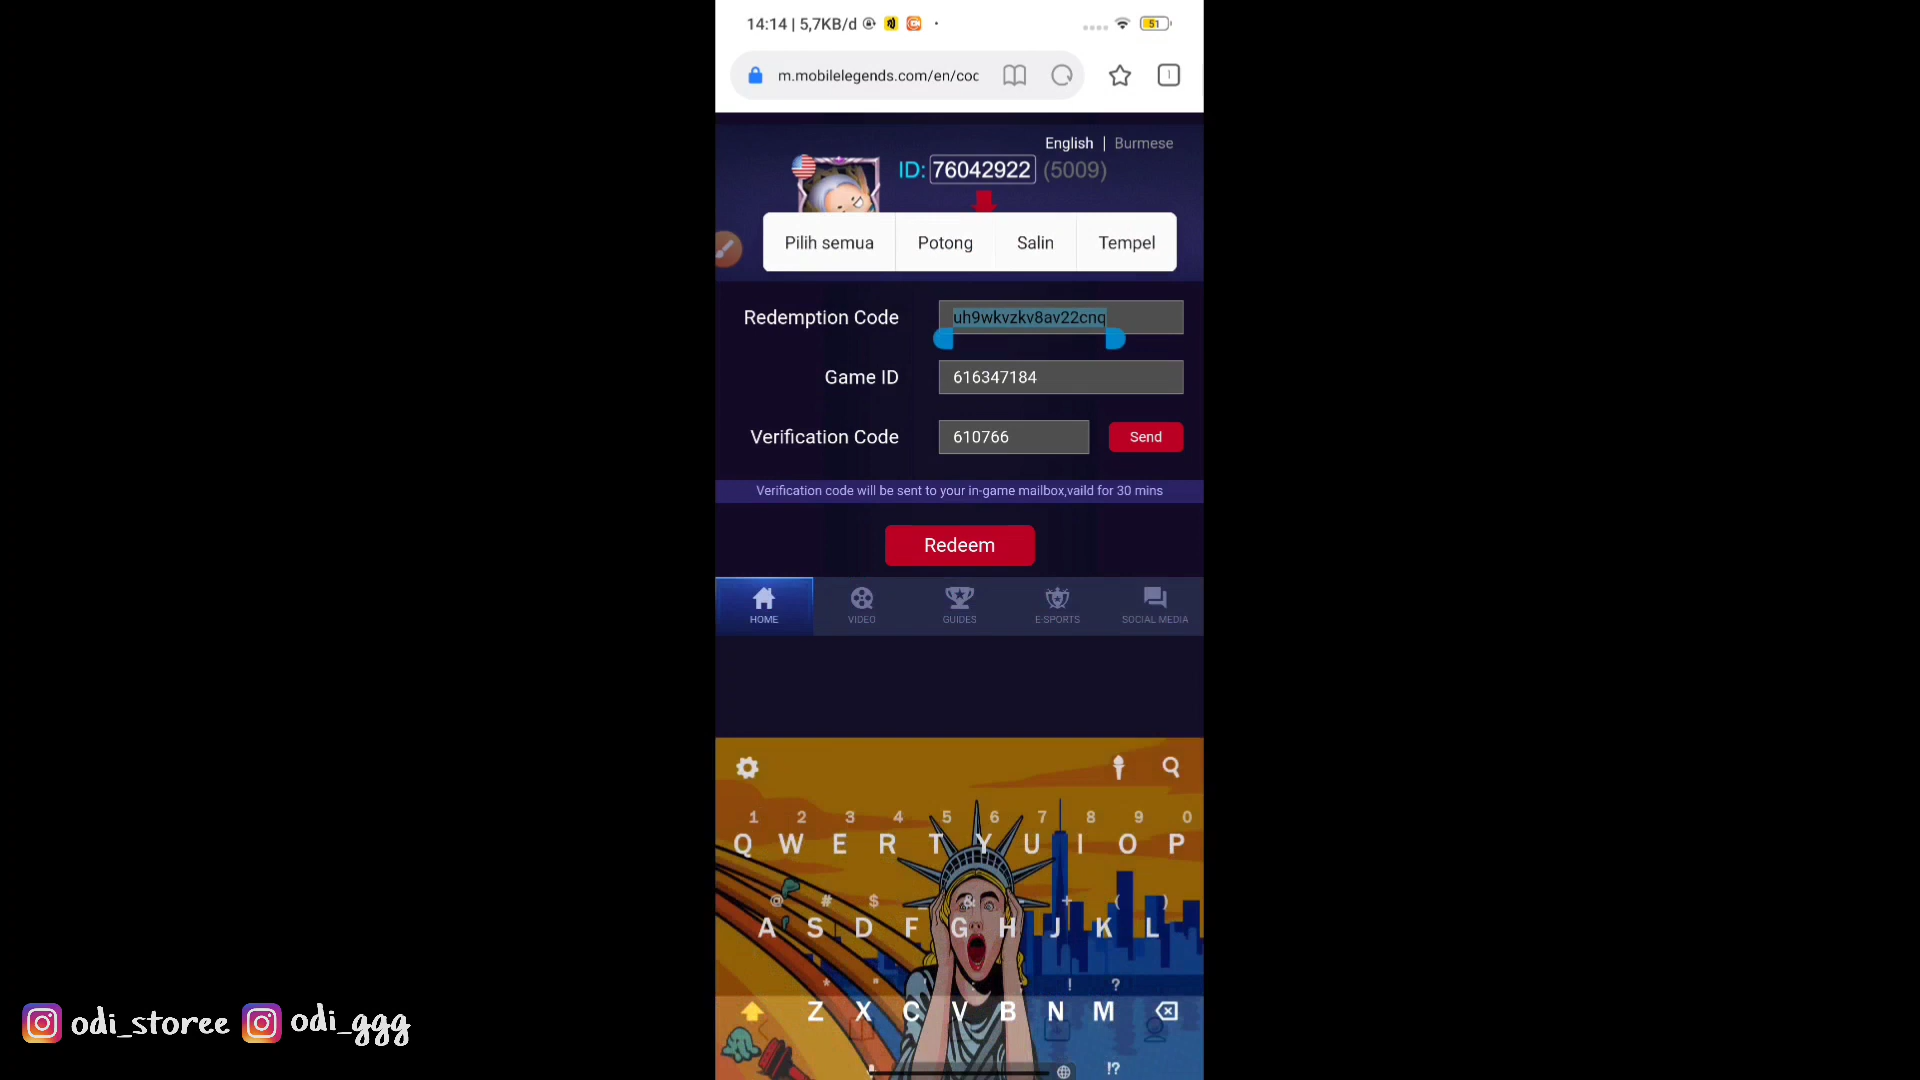 14:14 | 5,7KB/d
51
m.mobilelegends.com/en/coc
1
English | Burmese
ID: 76042922 (5009)
Pilih semua Potong Salin Tempel
Redemption Code uh9wkvzkv8av22cnq
Game ID 616347184
Verification Code 610766 Send
Verification code will be sent to your in-game mailbox,vaild for 30 mins
Redeem
HOME VIDEO GUIDES E-SPORTS SOCIAL MEDIA
1 2 3 4 5 6 7 8 9 0
Q W E R T Y U I O P
@ # $ _ & - + ( )
A S D F G H J K L
* " ' : ; ! ?
Z X C V B N M
!?
odi_storee odi_ggg